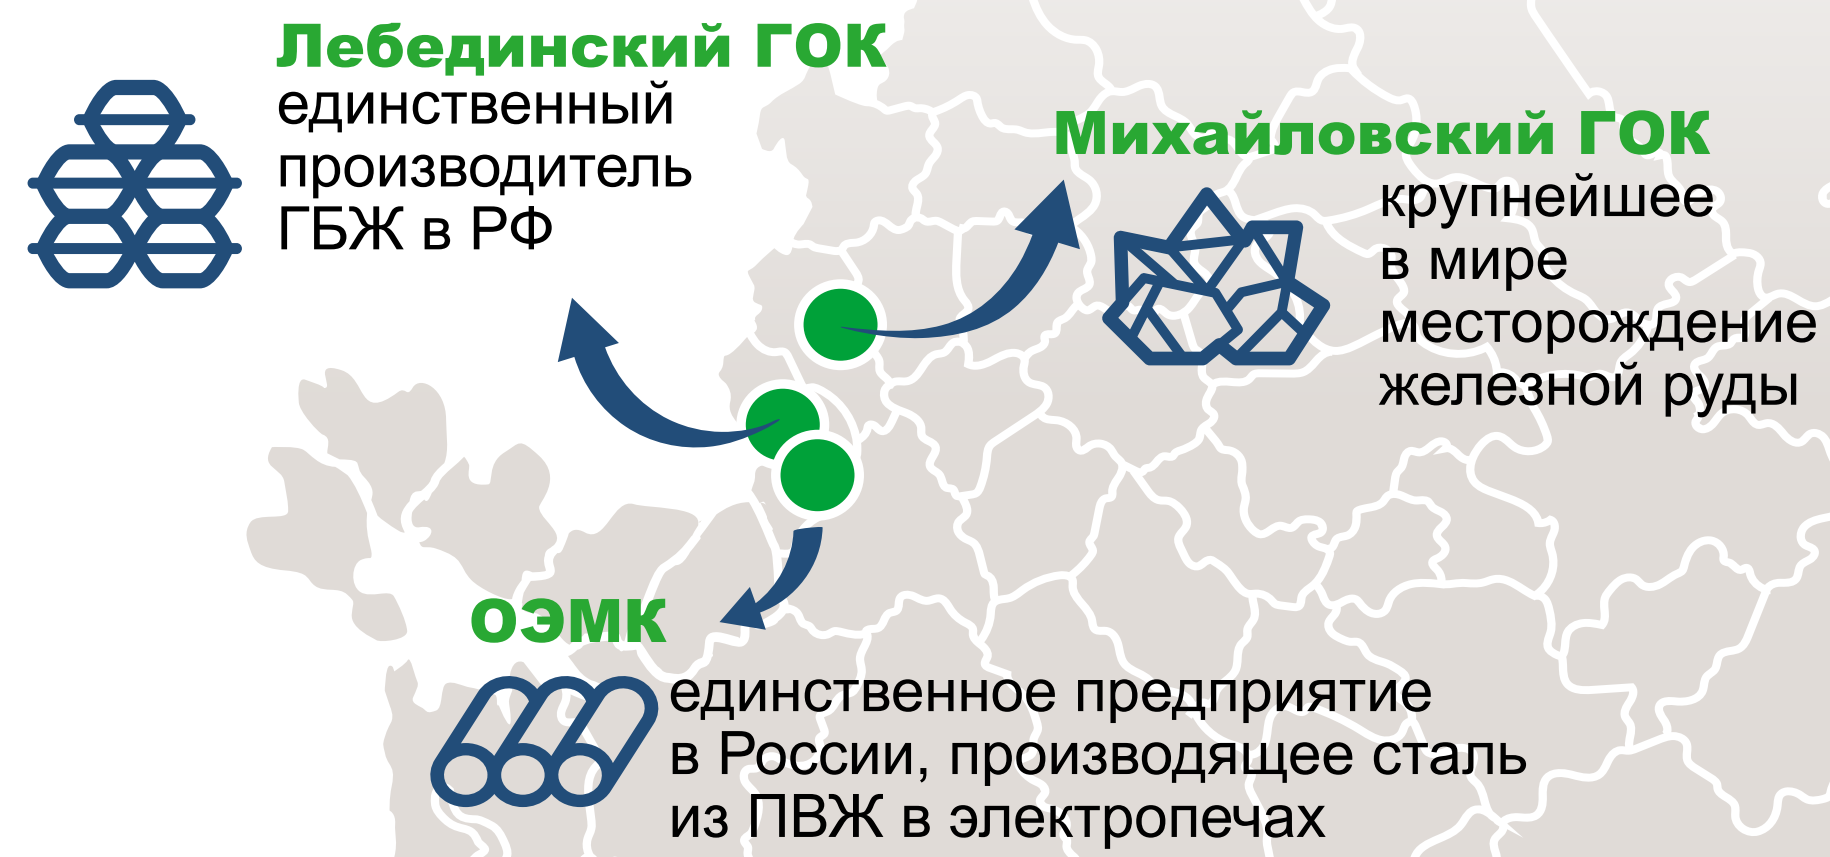 Лебединский ГОК
единственный
производитель
ГБЖ в РФ
Михайловский ГОК
крупнейшее
в мире
месторождение
железной руды
ОЭМК
единственное предприятие
в России, производящее сталь
из ПВЖ в электропечах